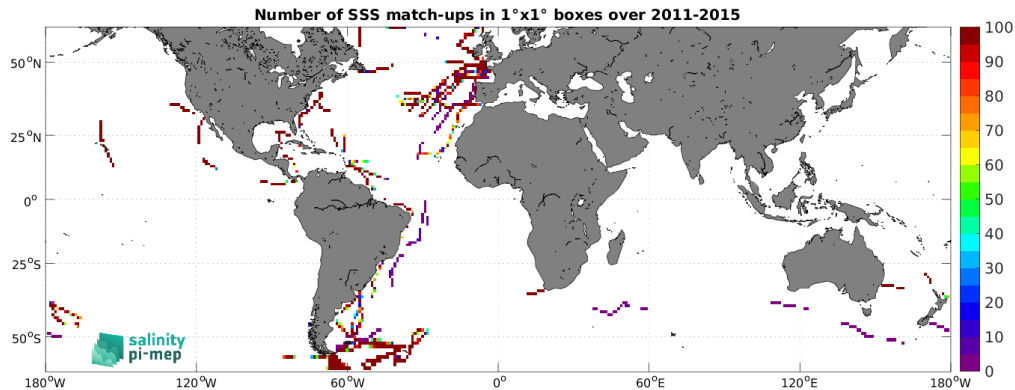 Number of SSS match-ups in 1°x1° boxes over 2011-2015
100
50°N
90
80
70
25°N
60
50
0°
40
30
25°S
20
10
50°S
salinity
pi-mep
0
180°W
120°W
60°W
0°
60°E
120°E
180°W